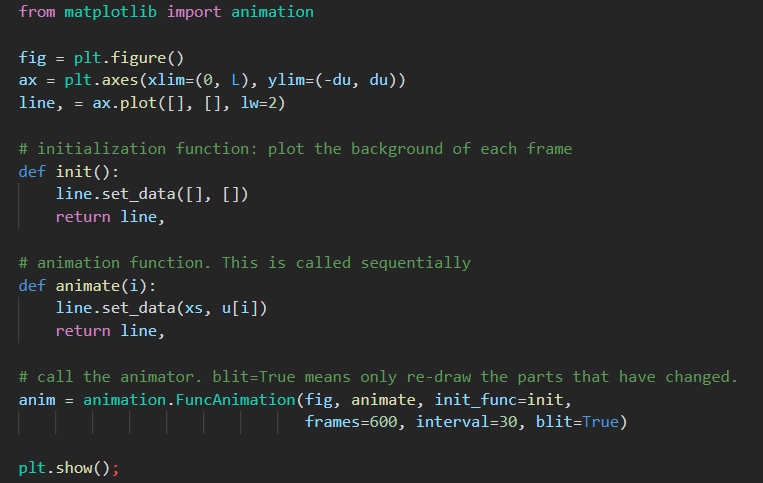 from matplotlib import animation
fig = plt.figure()
ax = plt.axes(xlim=(0, L), ylim=(-du, du))
line, = ax.plot([], [], lw=2)
# initialization function: plot the background of each frame
def init():
    line.set_data([], [])
    return line,
# animation function. This is called sequentially
def animate(i):
    line.set_data(xs, u[i])
    return line,
# call the animator. blit=True means only re-draw the parts that have changed.
anim = animation.FuncAnimation(fig, animate, init_func=init,
                               frames=600, interval=30, blit=True)
plt.show();